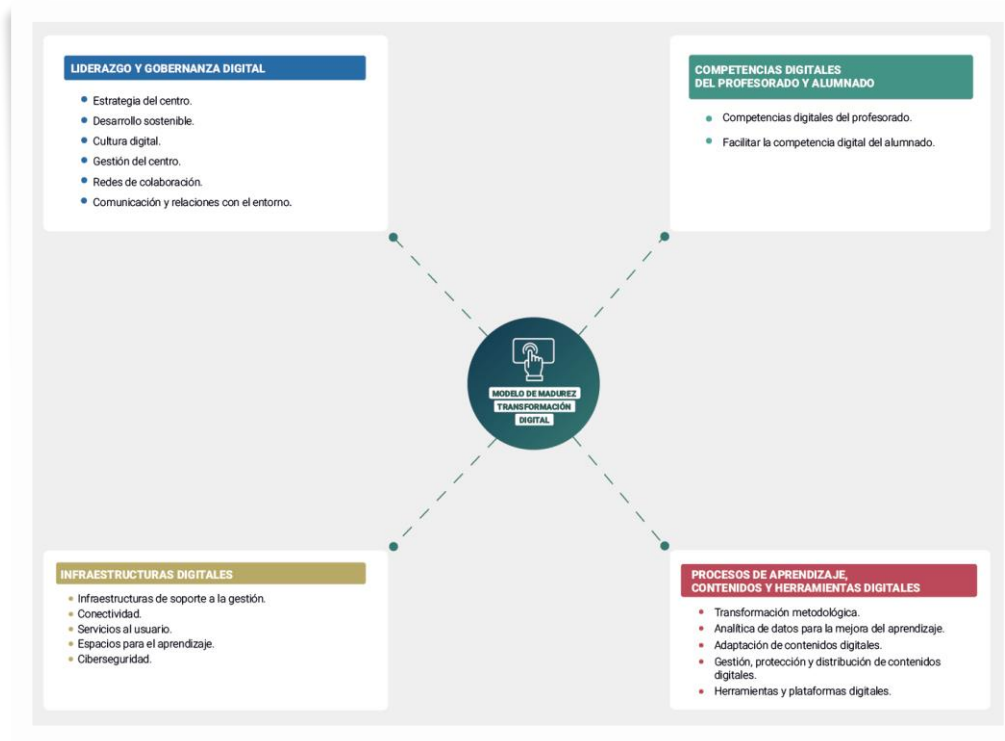 LIDERAZGO Y GOBERNANZA DIGITAL
Estrategia del centro.
Desarrollo sostenible.
Cultura digital.
Gestión del centro.
Redes de colaboración.
Comunicación y relaciones con el entorno.
COMPETENCIAS DIGITALES
DEL PROFESORADO Y ALUMNADO
Competencias digitales del profesorado.
Facilitar la competencia digital del alumnado.
MODELO DE MADUREZ
TRANSFORMACIÓN
DIGITAL
INFRAESTRUCTURAS DIGITALES
Infraestructuras de soporte a la gestión.
Conectividad.
Servicios al usuario.
Espacios para el aprendizaje.
Ciberseguridad.
PROCESOS DE APRENDIZAJE,
CONTENIDOS Y HERRAMIENTAS DIGITALES
Transformación metodológica.
Analítica de datos para la mejora del aprendizaje.
Adaptación de contenidos digitales.
Gestión, protección y distribución de contenidos
digitales.
Herramientas y plataformas digitales.